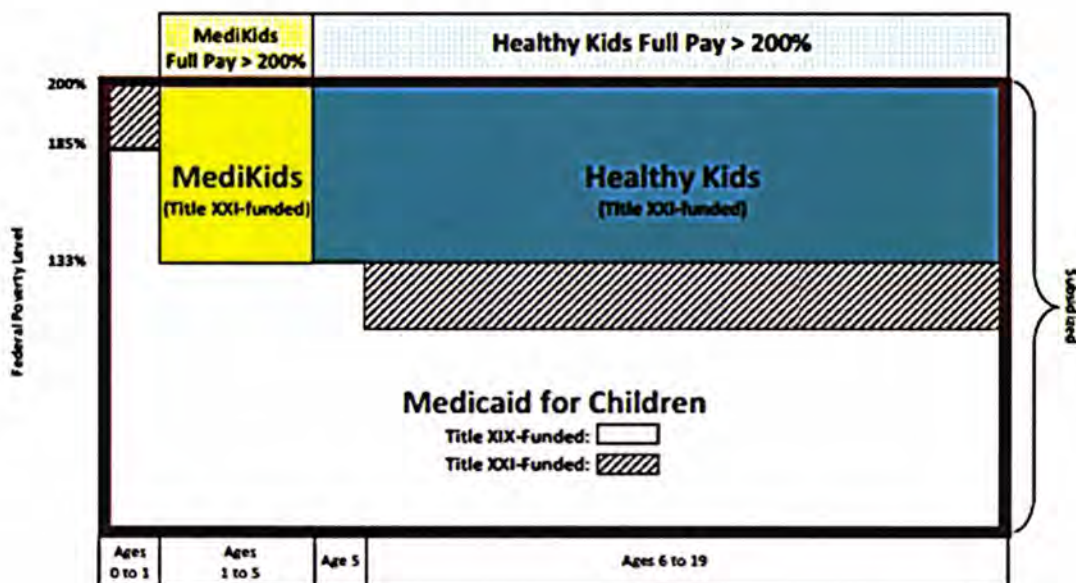 MediKids
Full Pay > 200%
Healthy Kids Full Pay > 200%
200%
185%
133%
Federal Poverty Level
MediKids
(Title XXI-funded)
Healthy Kids
(Title XXI-funded)
Subsidized
Medicaid for Children
Title XIX-Funded:
Title XXI-Funded:
Ages
0 to 1
Ages
1 to 5
Age 5
Ages 6 to 19